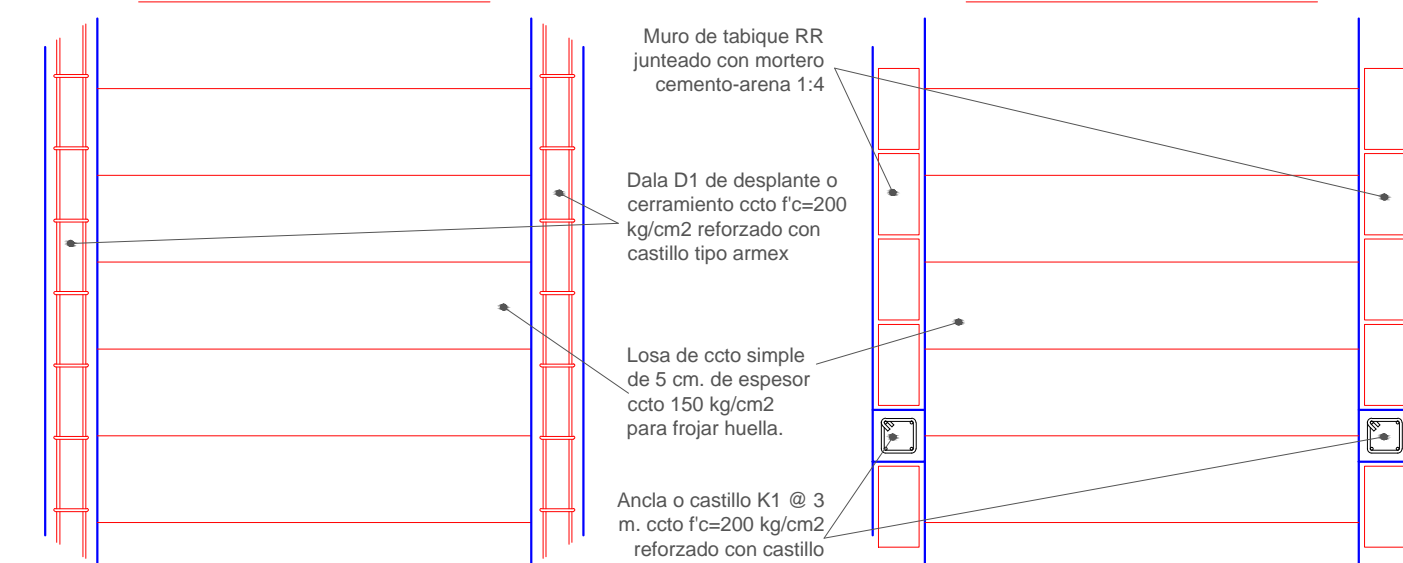 Muro de tabique RR
junteado con mortero
cemento-arena 1:4
Dala D1 de desplante o
cerramiento ccto f'c=200
kg/cm2 reforzado con
castillo tipo armex
Losa de ccto simple
de 5 cm. de espesor
ccto 150 kg/cm2
para frojar huella.
Ancla o castillo K1 @ 3
m. ccto f'c=200 kg/cm2
reforzado con castillo